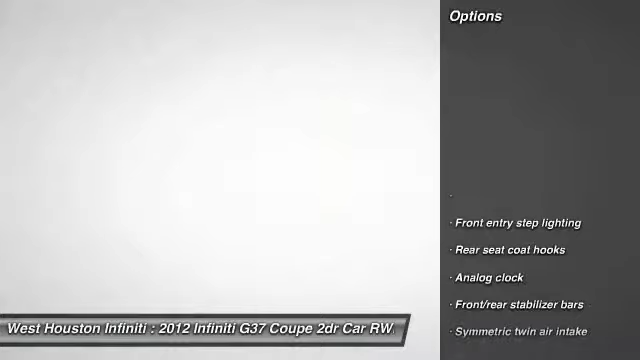 Options
· Front entry step lighting
· Rear seat coat hooks
· Analog clock
· Front/rear stabilizer bars
· Symmetric twin air intake
West Houston Infiniti : 2012 Infiniti G37 Coupe 2dr Car RW